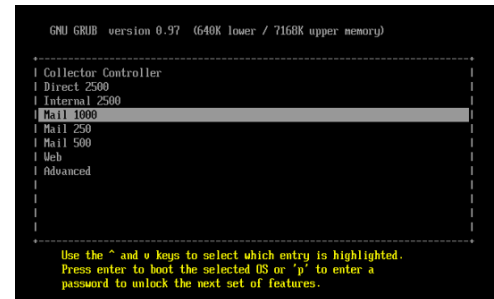 GNU GRUB version 0.97 (640K lower / 7168K upper memory)
Collector Controller
Direct 2500
Internal 2500
Mail 1000
Mail 250
Mail 500
Web
Advanced
Use the ^ and v keys to select which entry is highlighted.
Press enter to boot the selected OS or 'p' to enter a
password to unlock the next set of features.